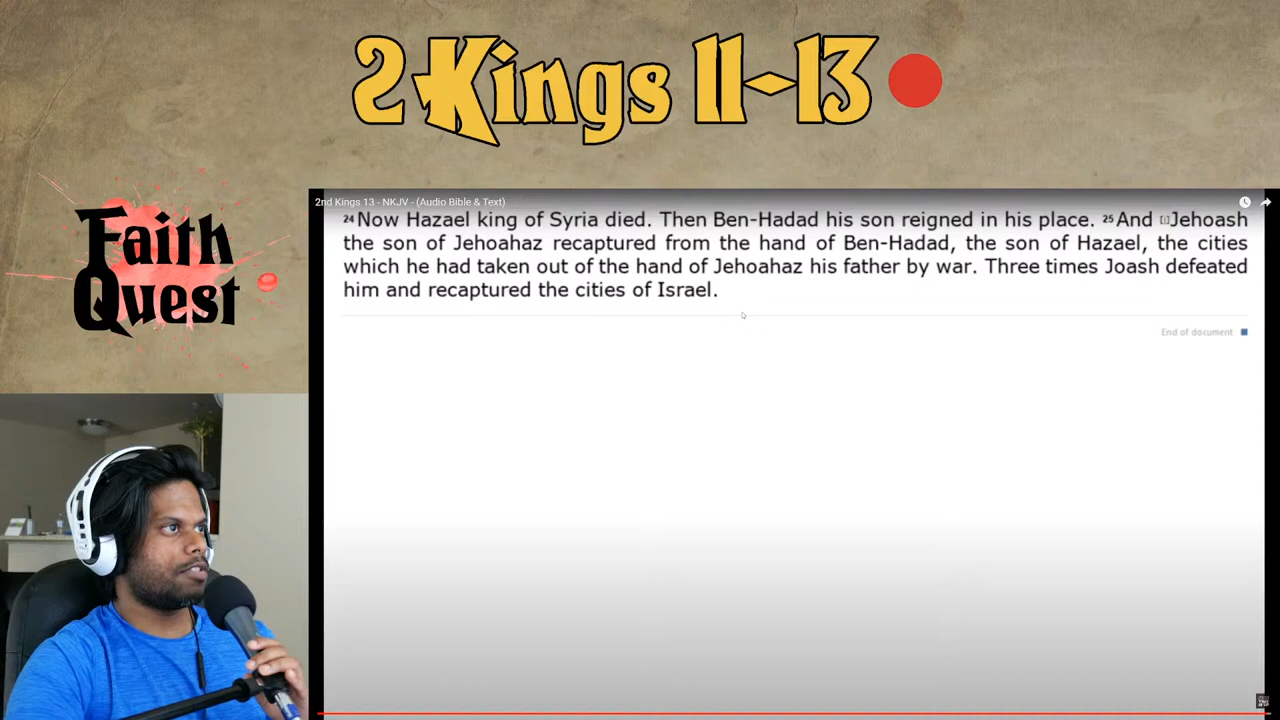 2 Kings 11-13
Faith
Quest
2nd Kings 13 - NKJV - (Audio Bible & Text)
24 Now Hazael king of Syria died. Then Ben-Hadad his son reigned in his place. 25 And [i]Jehoash
the son of Jehoahaz recaptured from the hand of Ben-Hadad, the son of Hazael, the cities
which he had taken out of the hand of Jehoahaz his father by war. Three times Joash defeated
him and recaptured the cities of Israel.
End of document